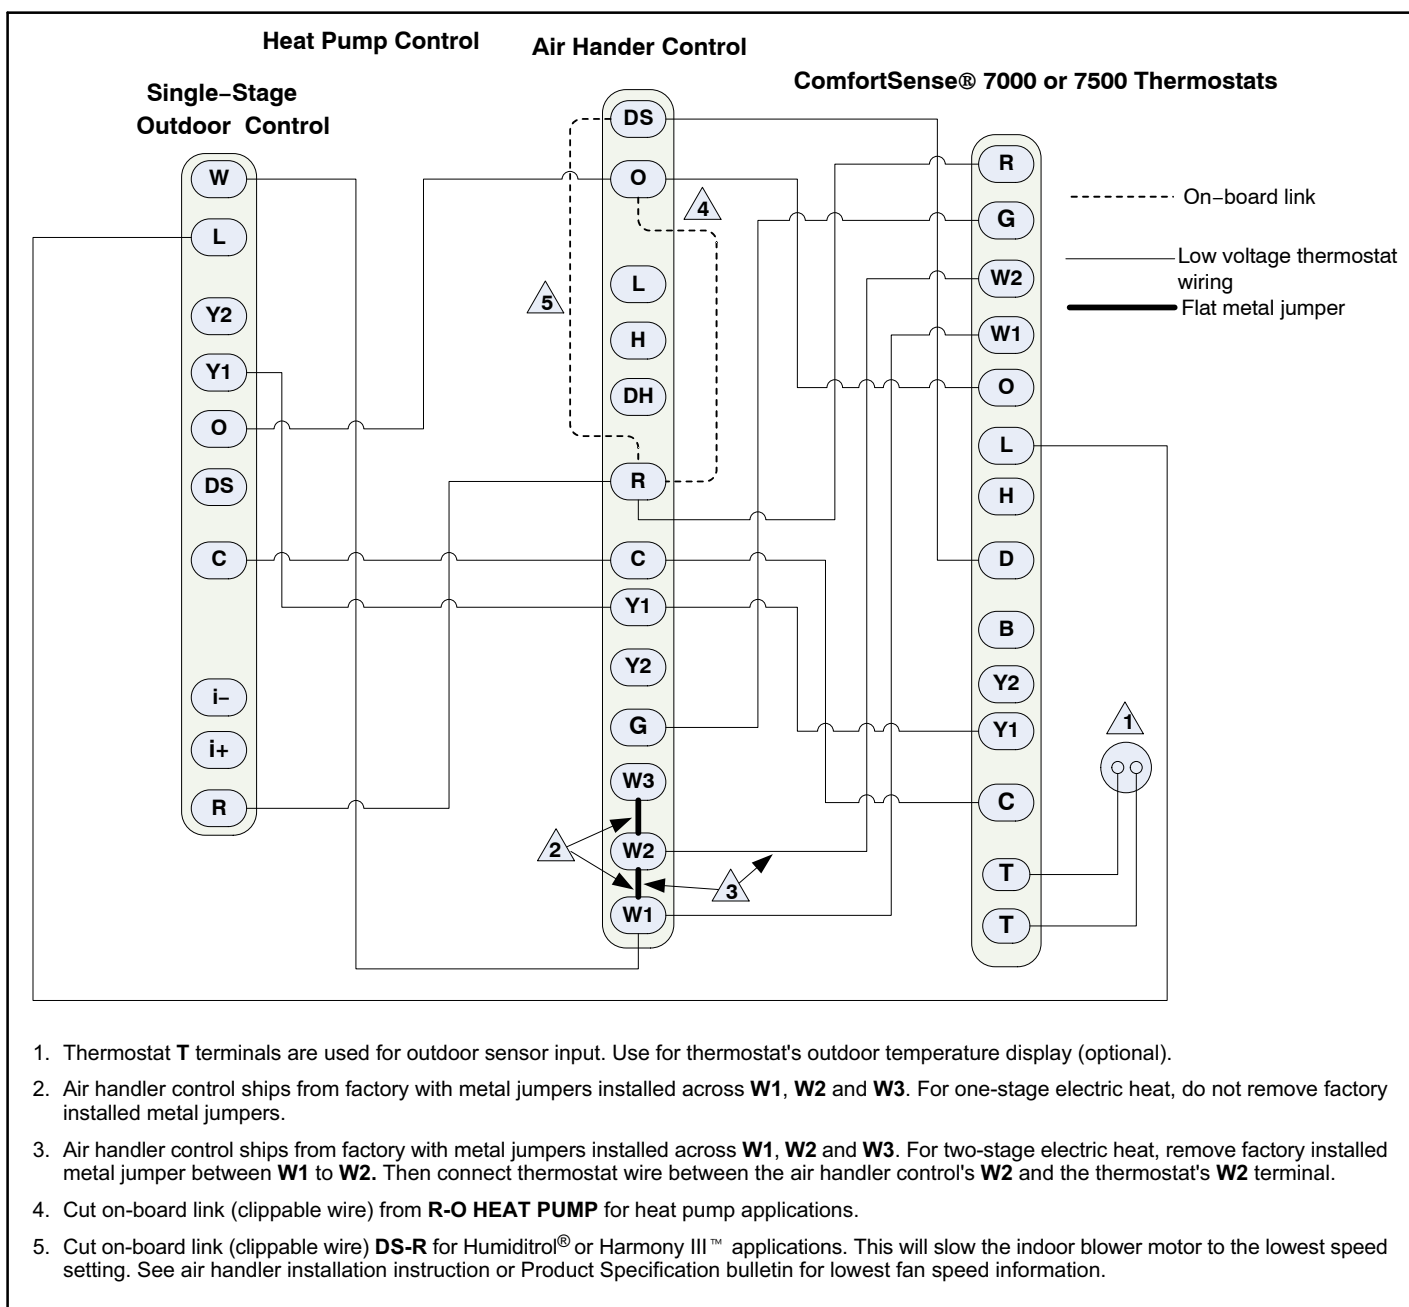 Heat Pump Control
Air Hander Control
ComfortSense® 7000 or 7500 Thermostats
Single–Stage
Outdoor Control
W
L
Y2
Y1
O
DS
C
i–
i+
R
DS
O
L
H
DH
R
C
Y1
Y2
G
W3
W2
W1
4
5
2
3
R
G
W2
W1
O
L
H
D
B
Y2
Y1
C
T
T
1
On–board link
Low voltage thermostat
wiring
Flat metal jumper
1. Thermostat T terminals are used for outdoor sensor input. Use for thermostat's outdoor temperature display (optional).
2. Air handler control ships from factory with metal jumpers installed across W1, W2 and W3. For one-stage electric heat, do not remove factory
installed metal jumpers.
3. Air handler control ships from factory with metal jumpers installed across W1, W2 and W3. For two-stage electric heat, remove factory installed
metal jumper between W1 to W2. Then connect thermostat wire between the air handler control's W2 and the thermostat's W2 terminal.
4. Cut on-board link (clippable wire) from R-O HEAT PUMP for heat pump applications.
5. Cut on-board link (clippable wire) DS-R for Humiditrol® or Harmony III™ applications. This will slow the indoor blower motor to the lowest speed
setting. See air handler installation instruction or Product Specification bulletin for lowest fan speed information.